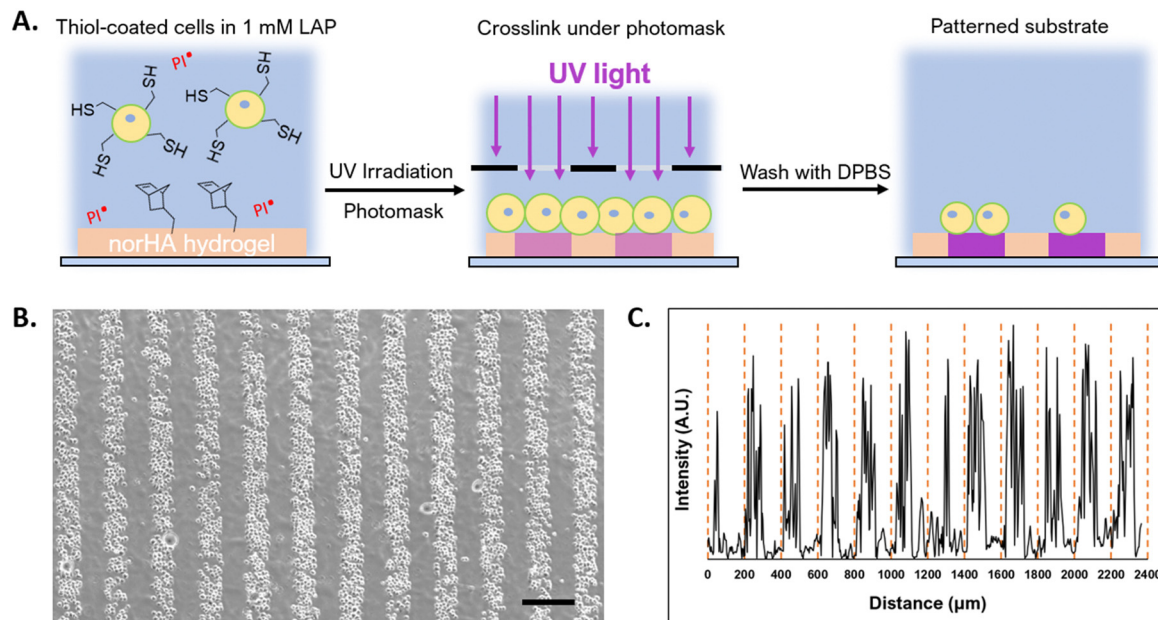 A.
Thiol-coated cells in 1 mM LAP
Crosslink under photomask
Patterned substrate
PI•
SH
SH
HS
HS
HS
SH
HS
SH
UV light
UV Irradiation
Photomask
Wash with DPBS
PI•
PI•
norHA hydrogel
B.
C.
Intensity (A.U.)
0 200 400 600 800 1000 1200 1400 1600 1800 2000 2200 2400
Distance (µm)